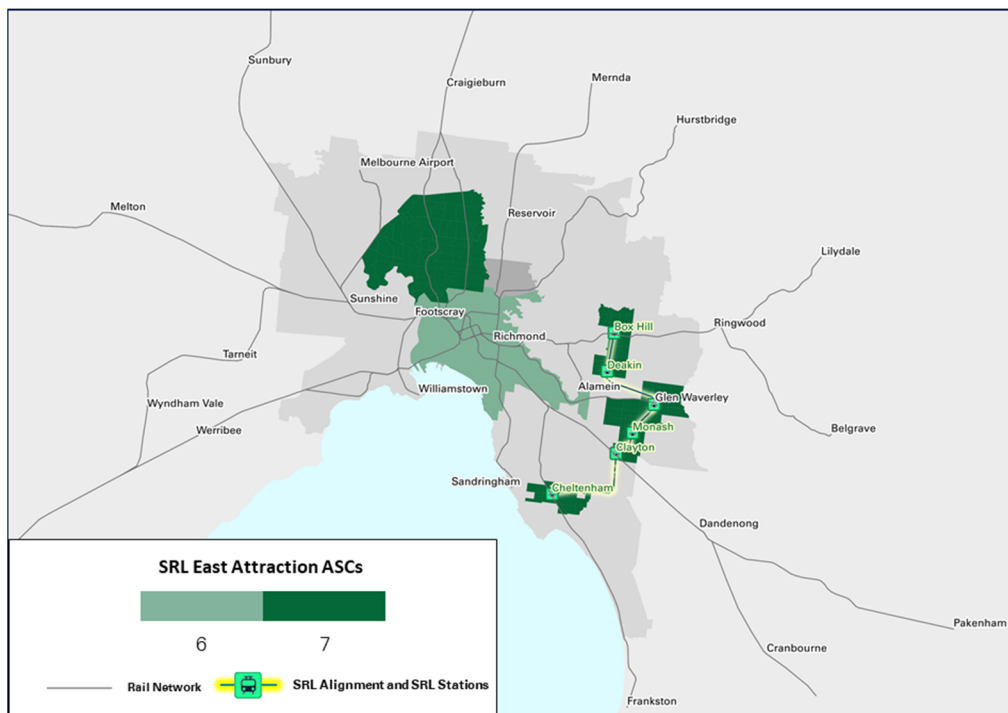 Sunbury
Craigieburn
Mernda
Hurstbridge
Melbourne Airport
Melton
Reservoir
Lilydale
Sunshine
Footscray
Box Hill
Ringwood
Richmond
Tarneit
Deakin
Williamstown
Alamein
Glen Waverley
Wyndham Vale
Werribee
Monash
Belgrave
Clayton
Sandringham
Cheltenham
Dandenong
SRL East Attraction ASCs
6 7
Pakenham
Cranbourne
Rail Network
SRL Alignment and SRL Stations
Frankston